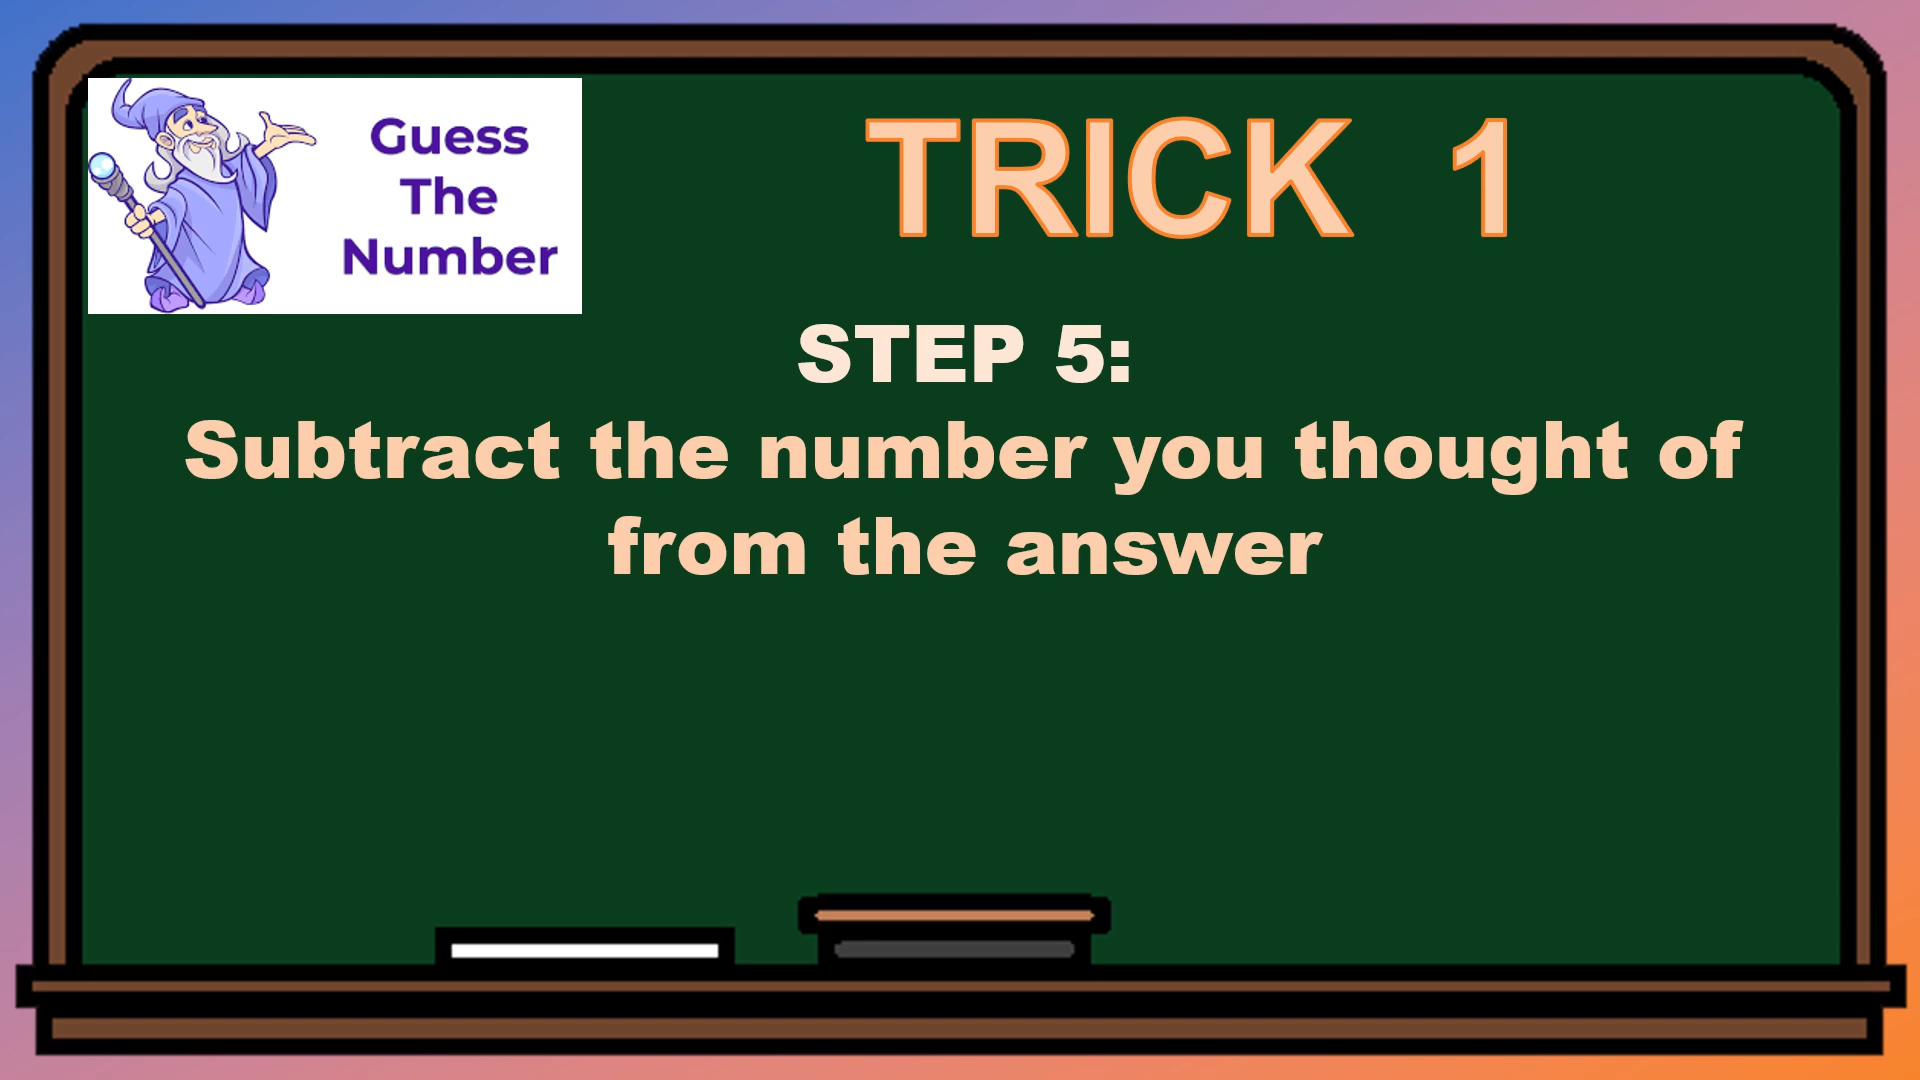 Guess
The
Number
TRICK 1
STEP 5:
Subtract the number you thought of
from the answer